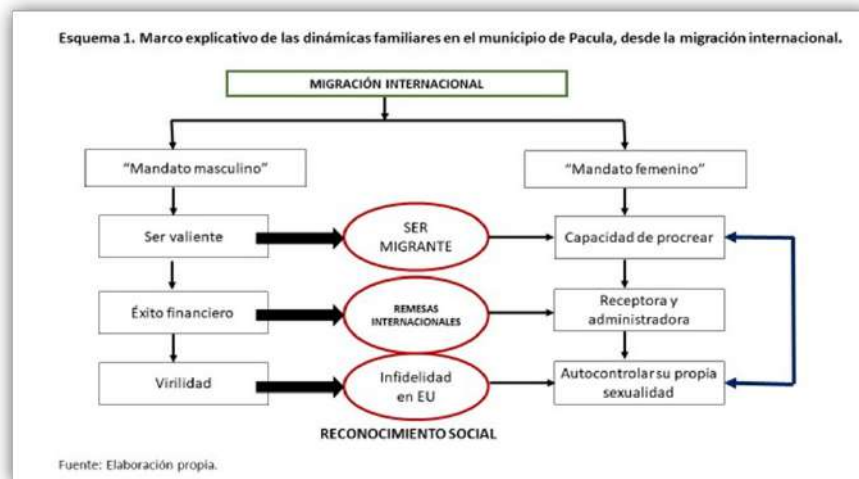 Esquema 1. Marco explicativo de las dinámicas familiares en el municipio de Pacula, desde la migración internacional.
MIGRACIÓN INTERNACIONAL
"Mandato masculino"
"Mandato femenino"
Ser valiente
SER
MIGRANTE
Capacidad de procrear
Éxito financiero
REMESAS
INTERNACIONALES
Receptora y
administradora
Virilidad
Infidelidad
en EU
Autocontrolar su propia
sexualidad
RECONOCIMIENTO SOCIAL
Fuente: Elaboración propia.